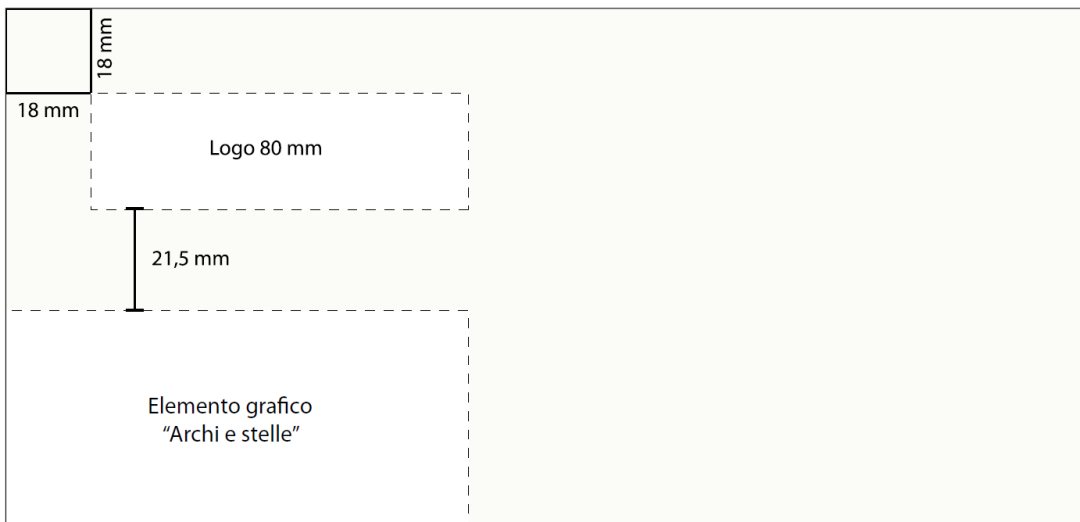 18 mm
18 mm
Logo 80 mm
21,5 mm
Elemento grafico
“Archi e stelle”